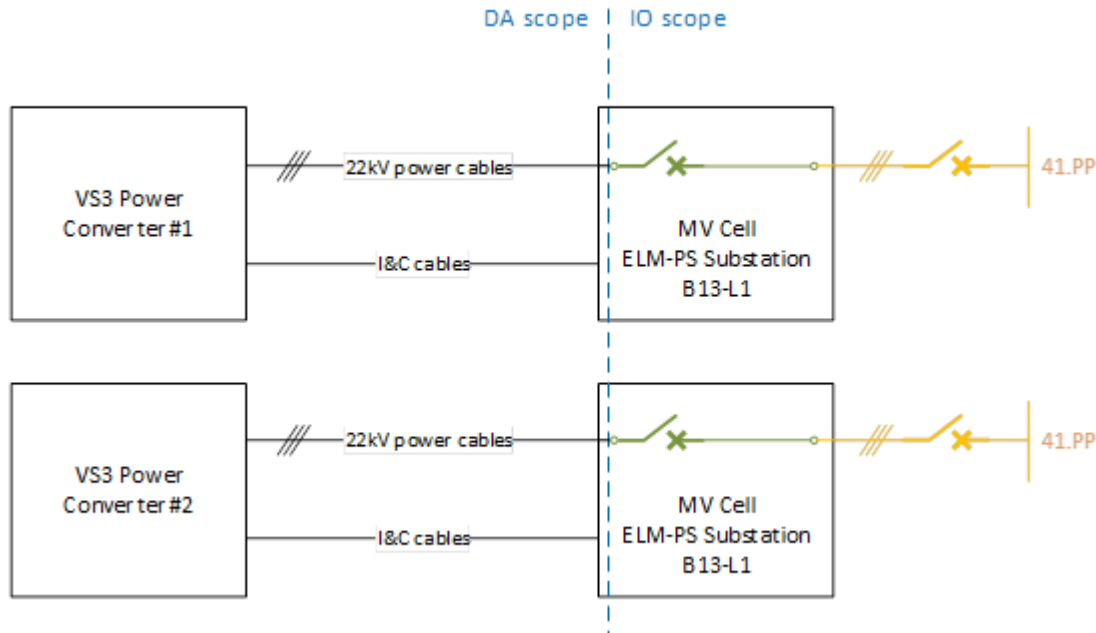 DA scope
IO scope
22kV power cables
41.PP
VS3 Power
Converter #1
MV Cell
ELM-PS Substation
B13-L1
I&C cables
22kV power cables
41.PP
VS3 Power
Converter #2
MV Cell
ELM-PS Substation
B13-L1
I&C cables